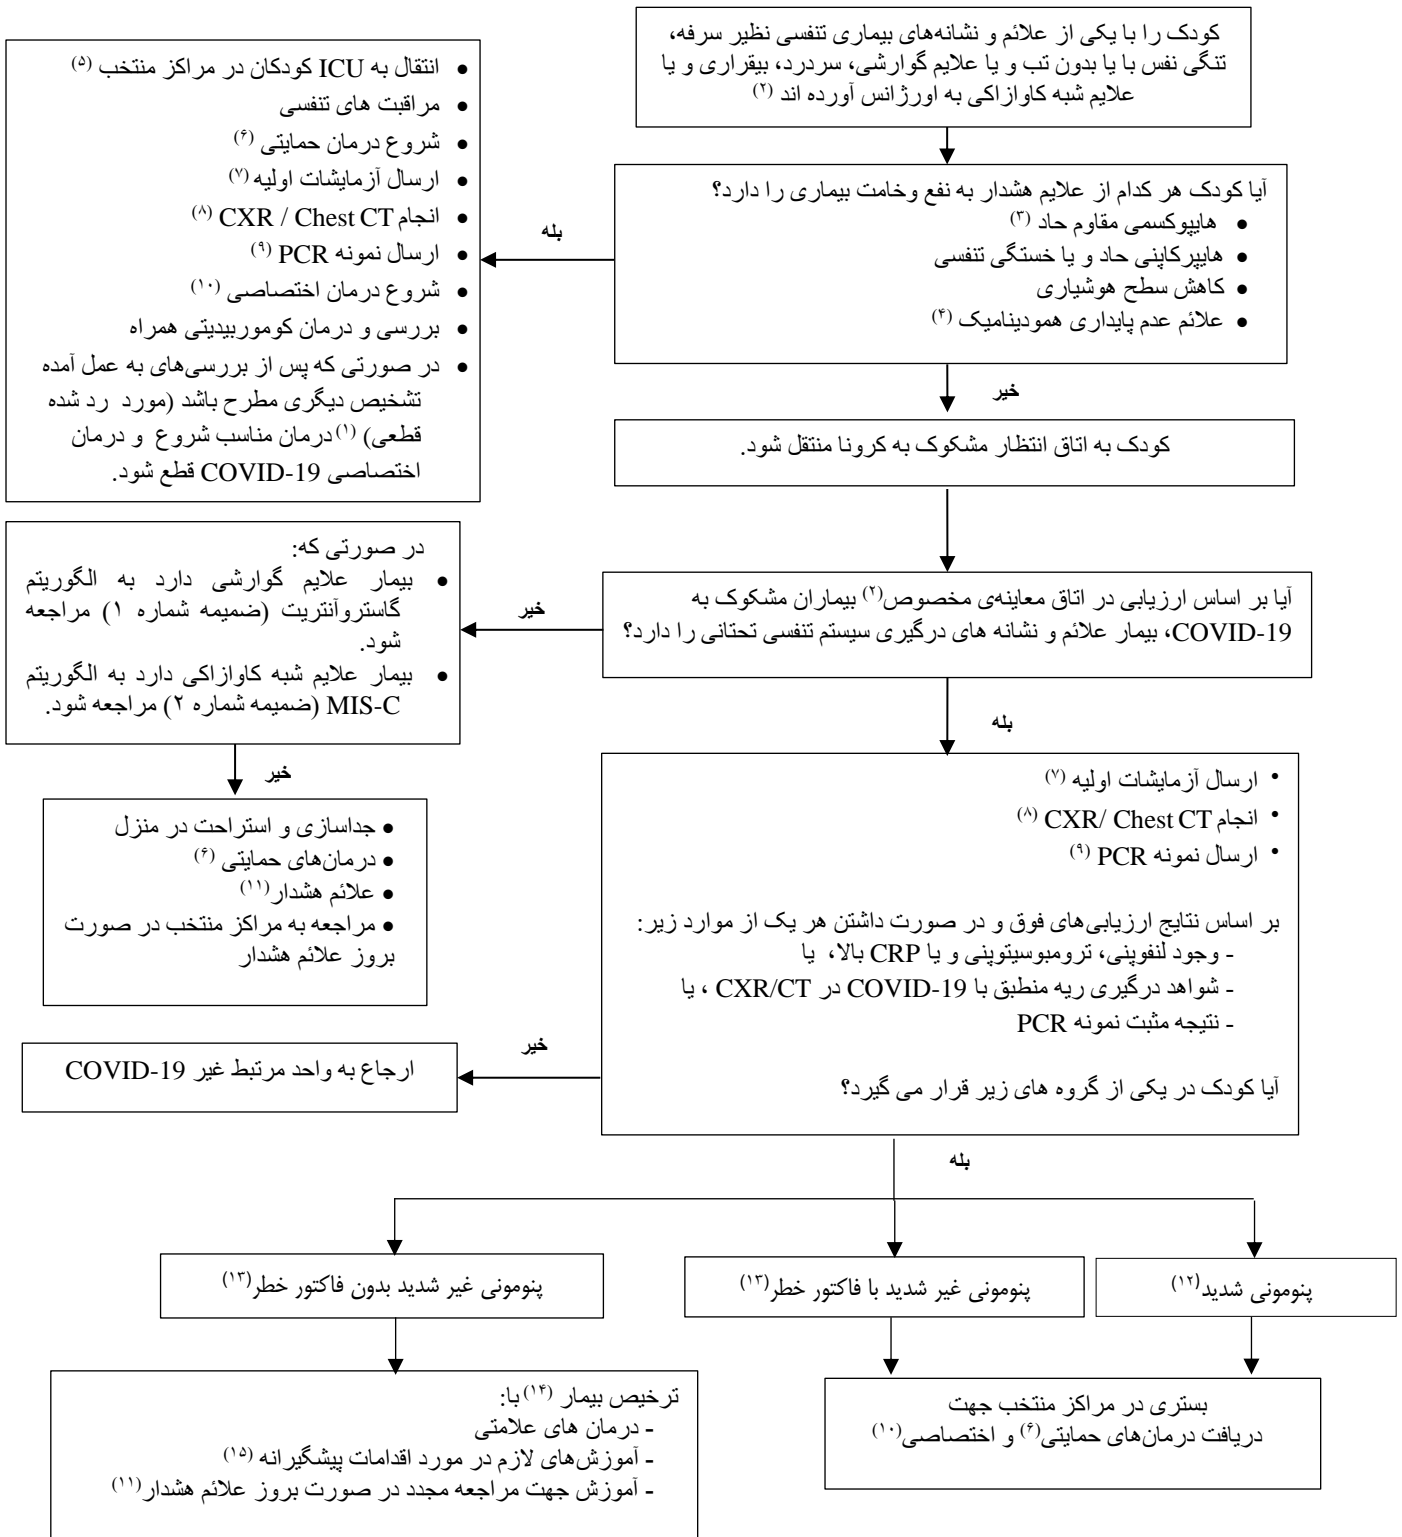 کودک را با یکی از علائم و نشانه‌های بیماری تنفسی نظیر سرفه،
تنگی نفس با یا بدون تب و یا علایم گوارشی، سردرد، بیقراری و یا
علایم شبه کاوازاکی به اورژانس آورده اند (۲)
آیا کودک هر کدام از علایم هشدار به نفع وخامت بیماری را دارد؟
• هایپوکسمی مقاوم حاد (۳)
• هایپرکاپنی حاد و یا خستگی تنفسی
• کاهش سطح هوشیاری
• علائم عدم پایداری همودینامیک (۴)
بله
• انتقال به ICU کودکان در مراکز منتخب (۵)
• مراقبت های تنفسی
• شروع درمان حمایتی (۶)
• ارسال آزمایشات اولیه (۷)
• انجام CXR / Chest CT (۸)
• ارسال نمونه PCR (۹)
• شروع درمان اختصاصی (۱۰)
• بررسی و درمان کوموربیدیتی همراه
• در صورتی که پس از بررسی‌های به عمل آمده
تشخیص دیگری مطرح باشد (مورد رد شده
قطعی) (۱) درمان مناسب شروع و درمان
اختصاصی COVID-19 قطع شود.
خیر
کودک به اتاق انتظار مشکوک به کرونا منتقل شود.
آیا بر اساس ارزیابی در اتاق معاینه‌ی مخصوص(۲) بیماران مشکوک به
COVID-19، بیمار علائم و نشانه های درگیری سیستم تنفسی تحتانی را دارد؟
خیر
در صورتی که:
• بیمار علایم گوارشی دارد به الگوریتم
گاستروآنتریت (ضمیمه شماره ۱) مراجعه
شود.
• بیمار علایم شبه کاوازاکی دارد به الگوریتم
MIS-C (ضمیمه شماره ۲) مراجعه شود.
خیر
• جداسازی و استراحت در منزل
• درمان‌های حمایتی (۶)
• علائم هشدار(۱۱)
• مراجعه به مراکز منتخب در صورت
بروز علائم هشدار
بله
• ارسال آزمایشات اولیه (۷)
• انجام CXR/ Chest CT (۸)
• ارسال نمونه PCR (۹)
بر اساس نتایج ارزیابی‌های فوق و در صورت داشتن هر یک از موارد زیر:
- وجود لنفوپنی، ترومبوسیتوپنی و یا CRP بالا، یا
- شواهد درگیری ریه منطبق با COVID-19 در CXR/CT ، یا
- نتیجه مثبت نمونه PCR
آیا کودک در یکی از گروه های زیر قرار می گیرد؟
خیر
ارجاع به واحد مرتبط غیر COVID-19
بله
پنومونی شدید(۱۲)
پنومونی غیر شدید با فاکتور خطر(۱۳)
پنومونی غیر شدید بدون فاکتور خطر(۱۳)
بستری در مراکز منتخب جهت
دریافت درمان‌های حمایتی(۶) و اختصاصی(۱۰)
ترخیص بیمار (۱۴) با:
- درمان های علامتی
- آموزش‌های لازم در مورد اقدامات پیشگیرانه (۱۵)
- آموزش جهت مراجعه مجدد در صورت بروز علائم هشدار(۱۱)